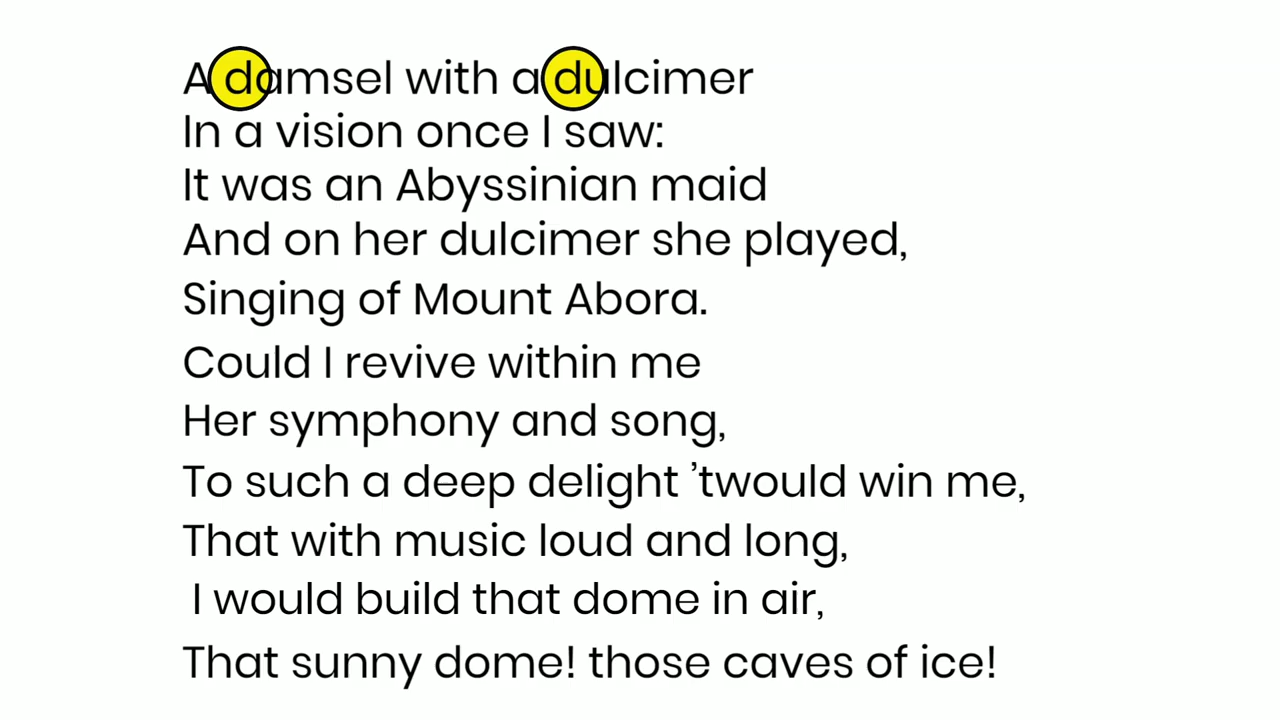 A damsel with a dulcimer
In a vision once I saw:
It was an Abyssinian maid
And on her dulcimer she played,
Singing of Mount Abora.
Could I revive within me
Her symphony and song,
To such a deep delight ’twould win me,
That with music loud and long,
I would build that dome in air,
That sunny dome! those caves of ice!